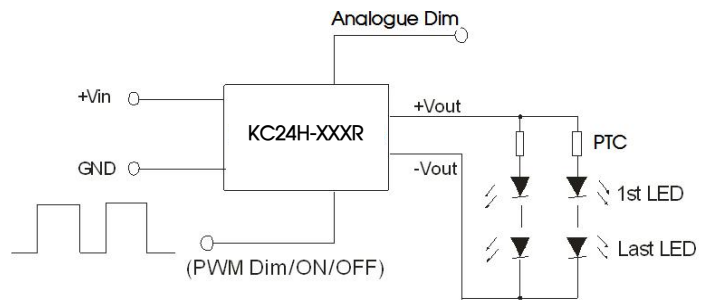 Analogue Dim
+Vin
KC24H-XXXR
+Vout
GND
-Vout
PTC
1st LED
Last LED
(PWM Dim/ON/OFF)